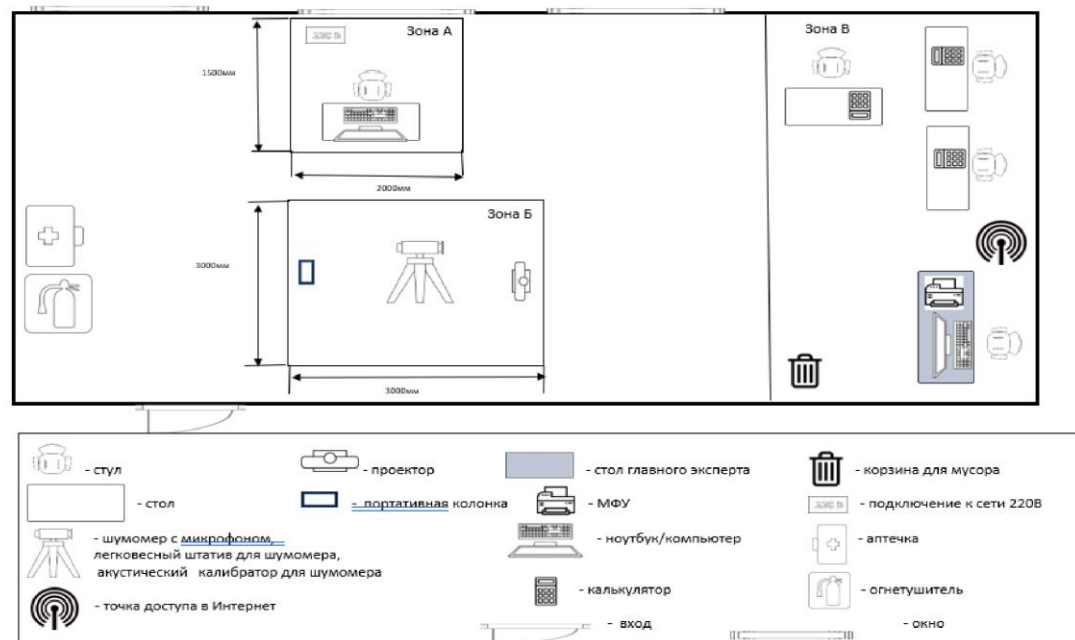 Зона А
Зона В
1500мм
2000мм
Зона Б
3000мм
3000мм
- стул
- проектор
- стол главного эксперта
- корзина для мусора
- стол
- портативная колонка
- МФУ
- подключение к сети 220В
- шумомер с микрофоном,
легковесный штатив для шумомера,
акустический калибратор для шумомера
- ноутбук/компьютер
- аптечка
- точка доступа в Интернет
- калькулятор
- огнетушитель
- вход
- окно